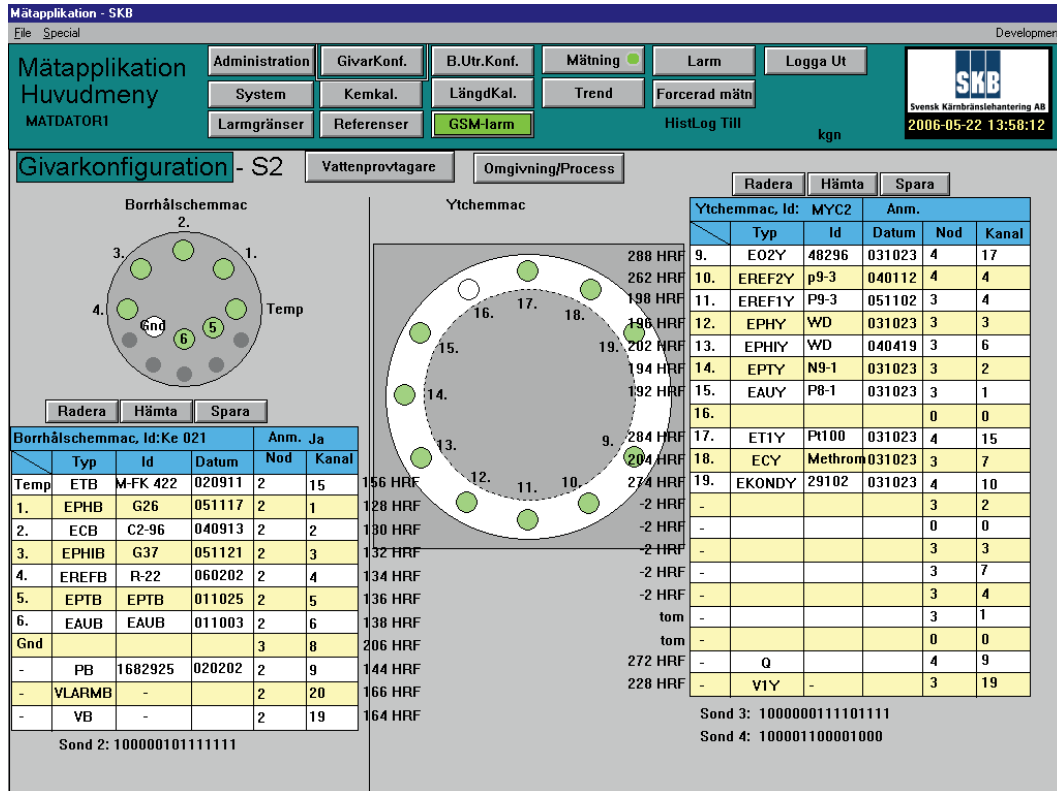 Mätapplikation - SKB
File Special Developmen
Mätapplikation
Huvudmeny
MATDATOR1
Administration GivarKonf. B.Utr.Konf. Mätning Larm Logga Ut
System Kemkal. LängdKal. Trend Forcerad mätn
Larmgränser Referenser GSM-larm HistLog Till kgn
SKB
Svensk Kärnbränslehantering AB
2006-05-22 13:58:12
Givarkonfiguration - S2 Vattenprovtagare Omgivning/Process
Borrhålschemmac
2.
3. 1.
4. Temp
Gnd 6 5
Radera Hämta Spara
Borrhålschemmac, Id:Ke 021 Anm. Ja
Typ Id Datum Nod Kanal
Temp ETB M-FK 422 020911 2 15 156 HRF
1. EPHB G26 051117 2 1 128 HRF
2. ECB C2-96 040913 2 2 130 HRF
3. EPHIB G37 051121 2 3 132 HRF
4. EREFB R-22 060202 2 4 134 HRF
5. EPTB EPTB 011025 2 5 136 HRF
6. EAUB EAUB 011003 2 6 138 HRF
Gnd 3 8 206 HRF
- PB 1682925 020202 2 9 144 HRF
- VLARMB - 2 20 166 HRF
- VB - 2 19 164 HRF
Sond 2: 100000101111111
Ytchemmac
17.
16. 18.
15. 19.
14.
13. 9.
12. 10.
11.
Radera Hämta Spara
Ytchemmac, Id: MYC2 Anm.
Typ Id Datum Nod Kanal
288 HRF 9. EO2Y 48296 031023 4 17
262 HRF 10. EREF2Y p9-3 040112 4 4
198 HRF 11. EREF1Y P9-3 051102 3 4
196 HRF 12. EPHY WD 031023 3 3
202 HRF 13. EPHIY WD 040419 3 6
194 HRF 14. EPTY N9-1 031023 3 2
192 HRF 15. EAUY P8-1 031023 3 1
16. 0 0
284 HRF 17. ET1Y Pt100 031023 4 15
204 HRF 18. ECY Methrom 031023 3 7
274 HRF 19. EKONDY 29102 031023 4 10
-2 HRF - 3 2
-2 HRF - 0 0
-2 HRF - 3 3
-2 HRF - 3 7
-2 HRF - 3 4
tom - 3 1
tom - 0 0
272 HRF - Q 4 9
228 HRF - V1Y - 3 19
Sond 3: 1000000111101111
Sond 4: 100001100001000